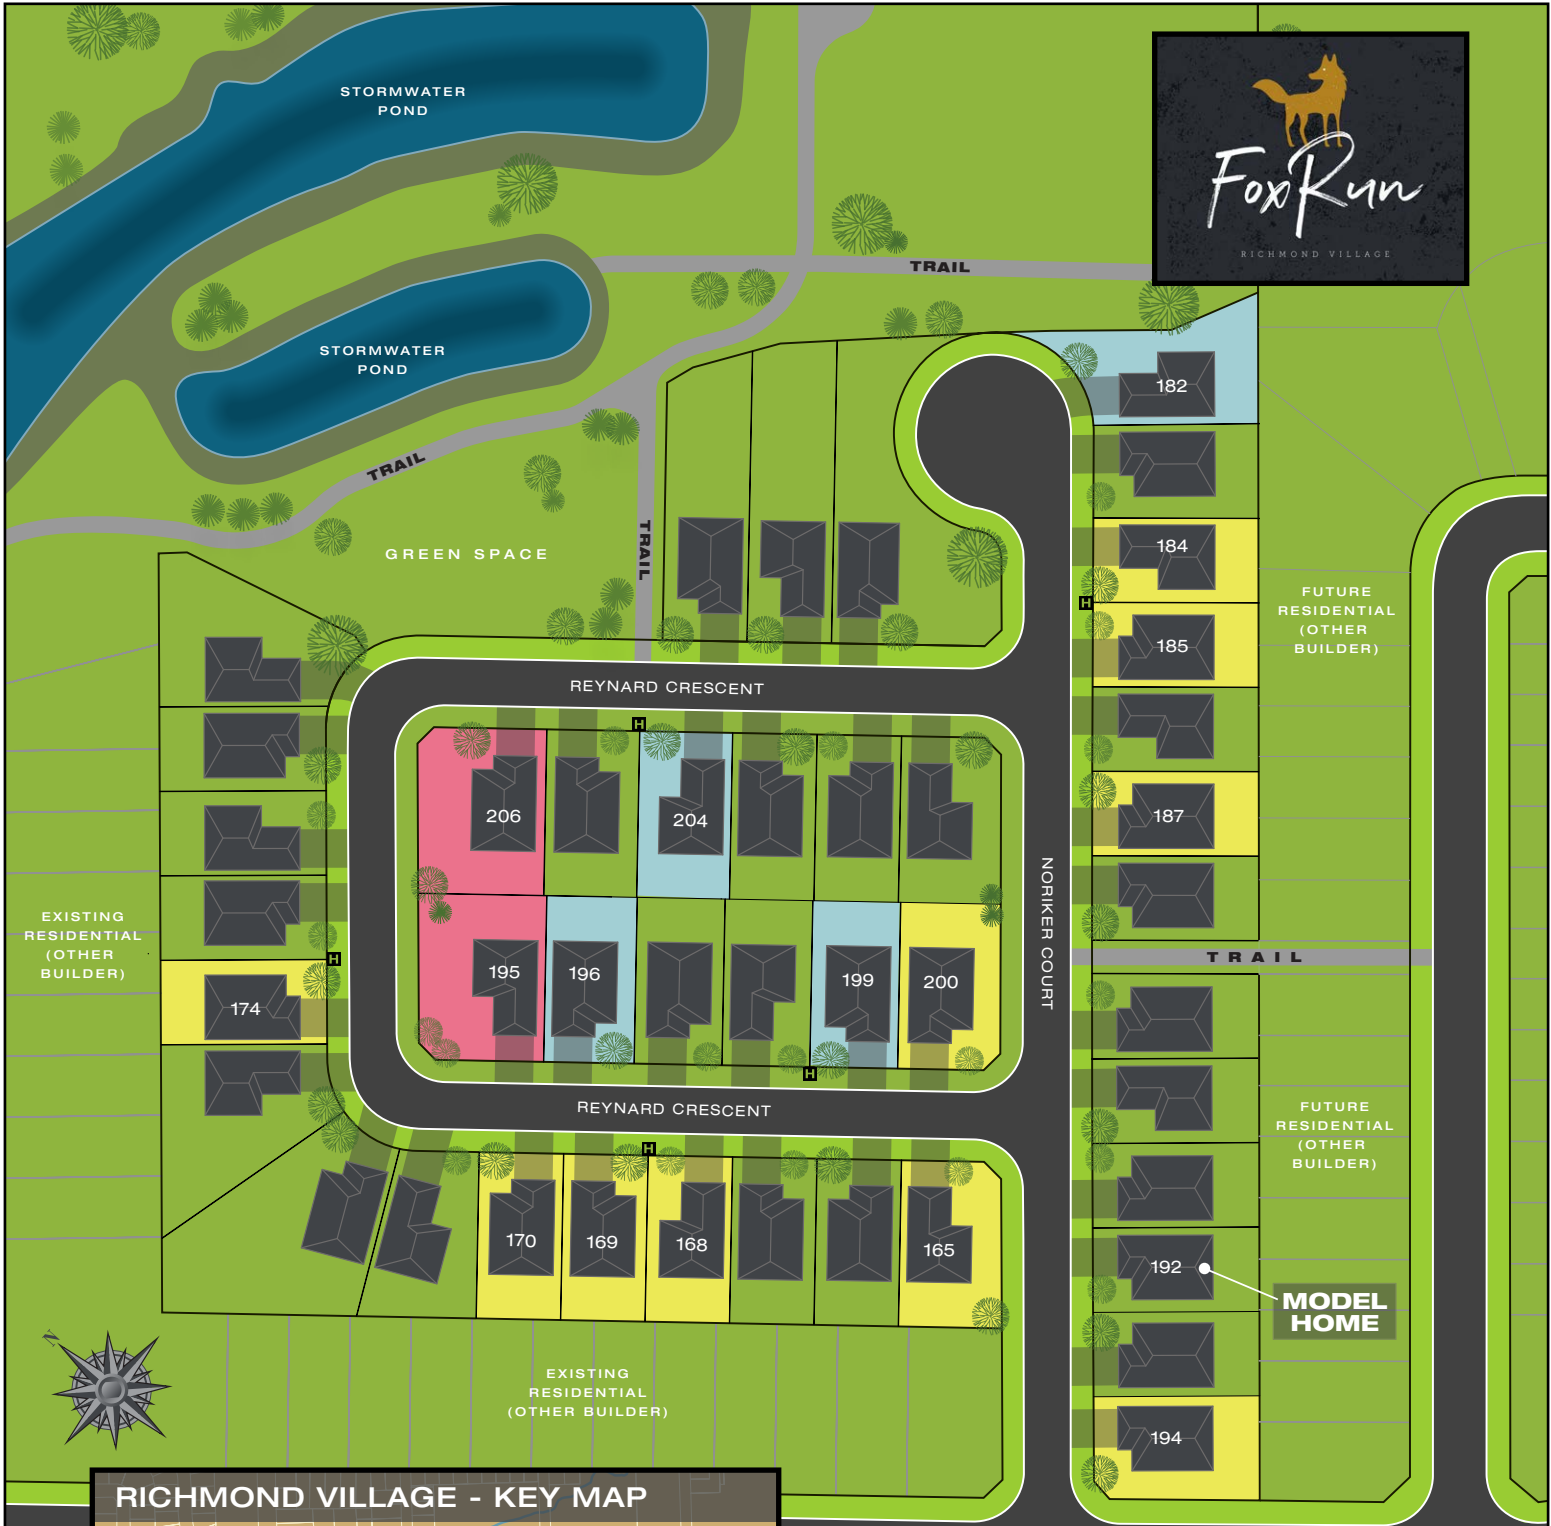 STORMWATER
POND
FoxRun
RICHMOND VILLAGE
TRAIL
STORMWATER
POND
182
TRAIL
TRAIL
GREEN SPACE
184
FUTURE
RESIDENTIAL
(OTHER
BUILDER)
H
185
REYNARD CRESCENT
H
206
204
187
NORIKER COURT
EXISTING
RESIDENTIAL
(OTHER
BUILDER)
H
195
196
199
200
TRAIL
174
H
REYNARD CRESCENT
FUTURE
RESIDENTIAL
(OTHER
BUILDER)
H
170
169
168
165
192
MODEL
HOME
N
EXISTING
RESIDENTIAL
(OTHER BUILDER)
194
RICHMOND VILLAGE - KEY MAP